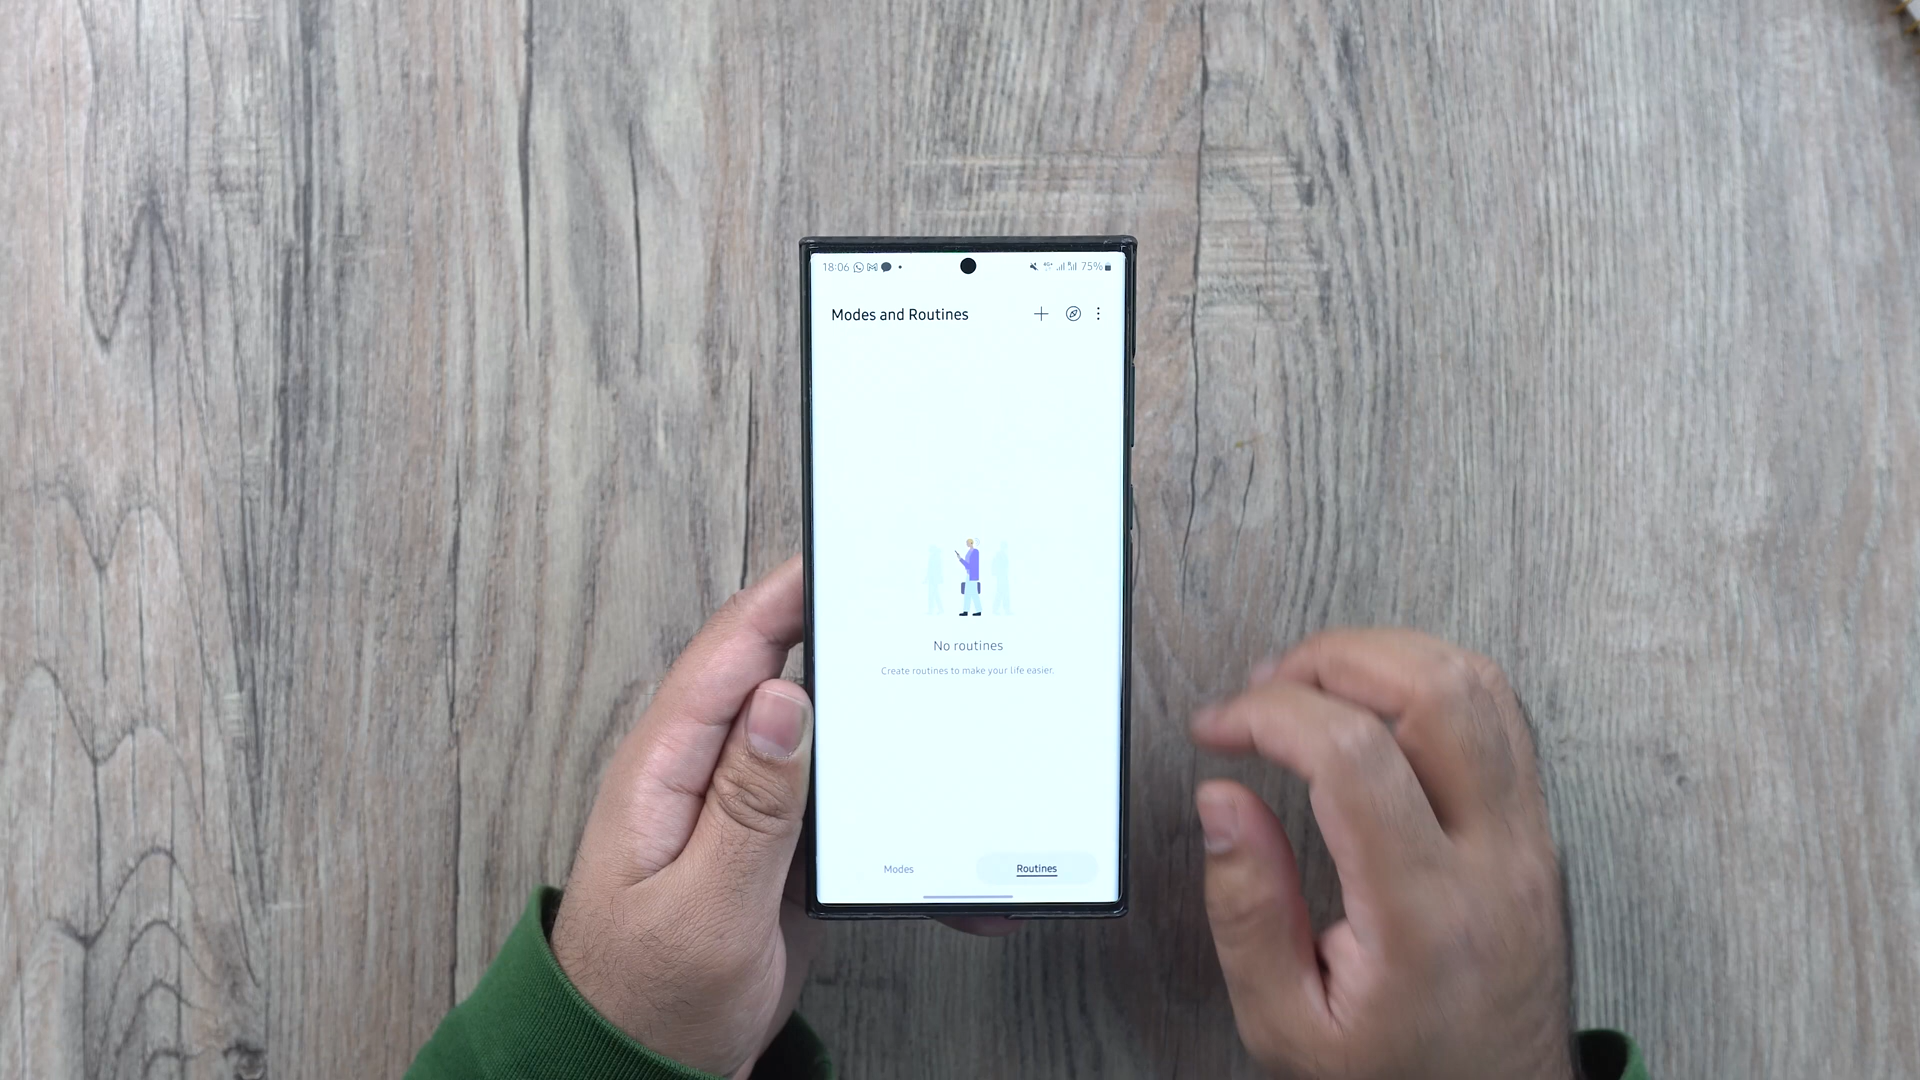 18:06 75%
Modes and Routines
No routines
Create routines to make your life easier.
Modes Routines